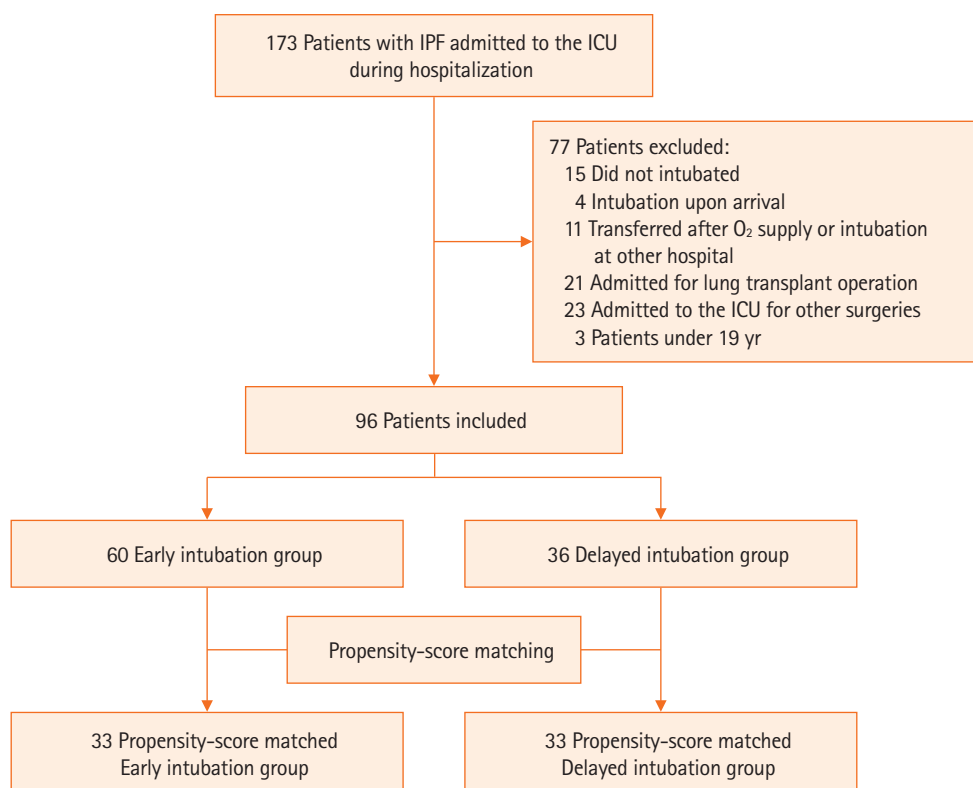 173 Patients with IPF admitted to the ICU
during hospitalization
77 Patients excluded:
15 Did not intubated
4 Intubation upon arrival
11 Transferred after O₂ supply or intubation
at other hospital
21 Admitted for lung transplant operation
23 Admitted to the ICU for other surgeries
3 Patients under 19 yr
96 Patients included
60 Early intubation group
36 Delayed intubation group
Propensity-score matching
33 Propensity-score matched
Early intubation group
33 Propensity-score matched
Delayed intubation group